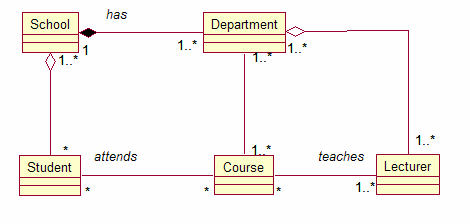 has
School
Department
1
1..*
1..*
1..*
1..*
*
1..*
1..*
attends
teaches
Student
Course
Lecturer
*
*
*
1..*